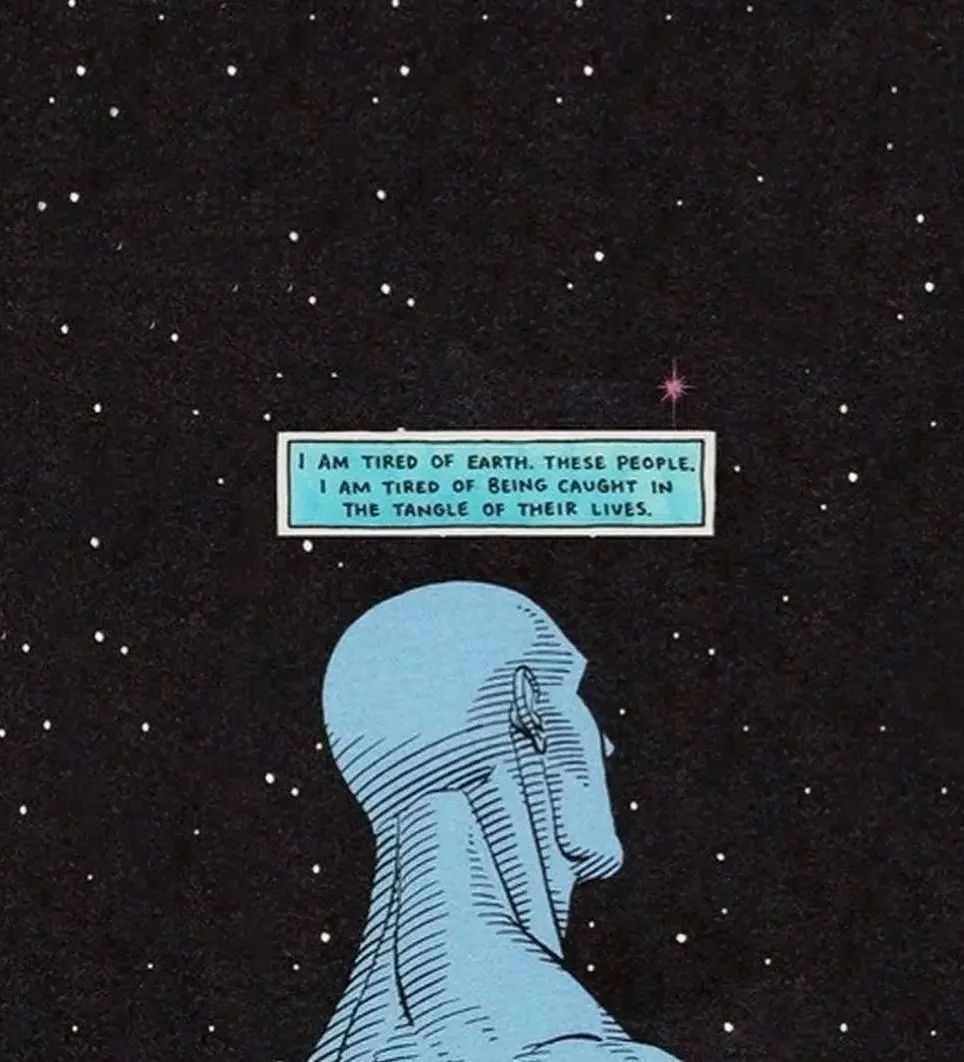 I AM TIRED OF EARTH. THESE PEOPLE.
I AM TIRED OF BEING CAUGHT IN
THE TANGLE OF THEIR LIVES.